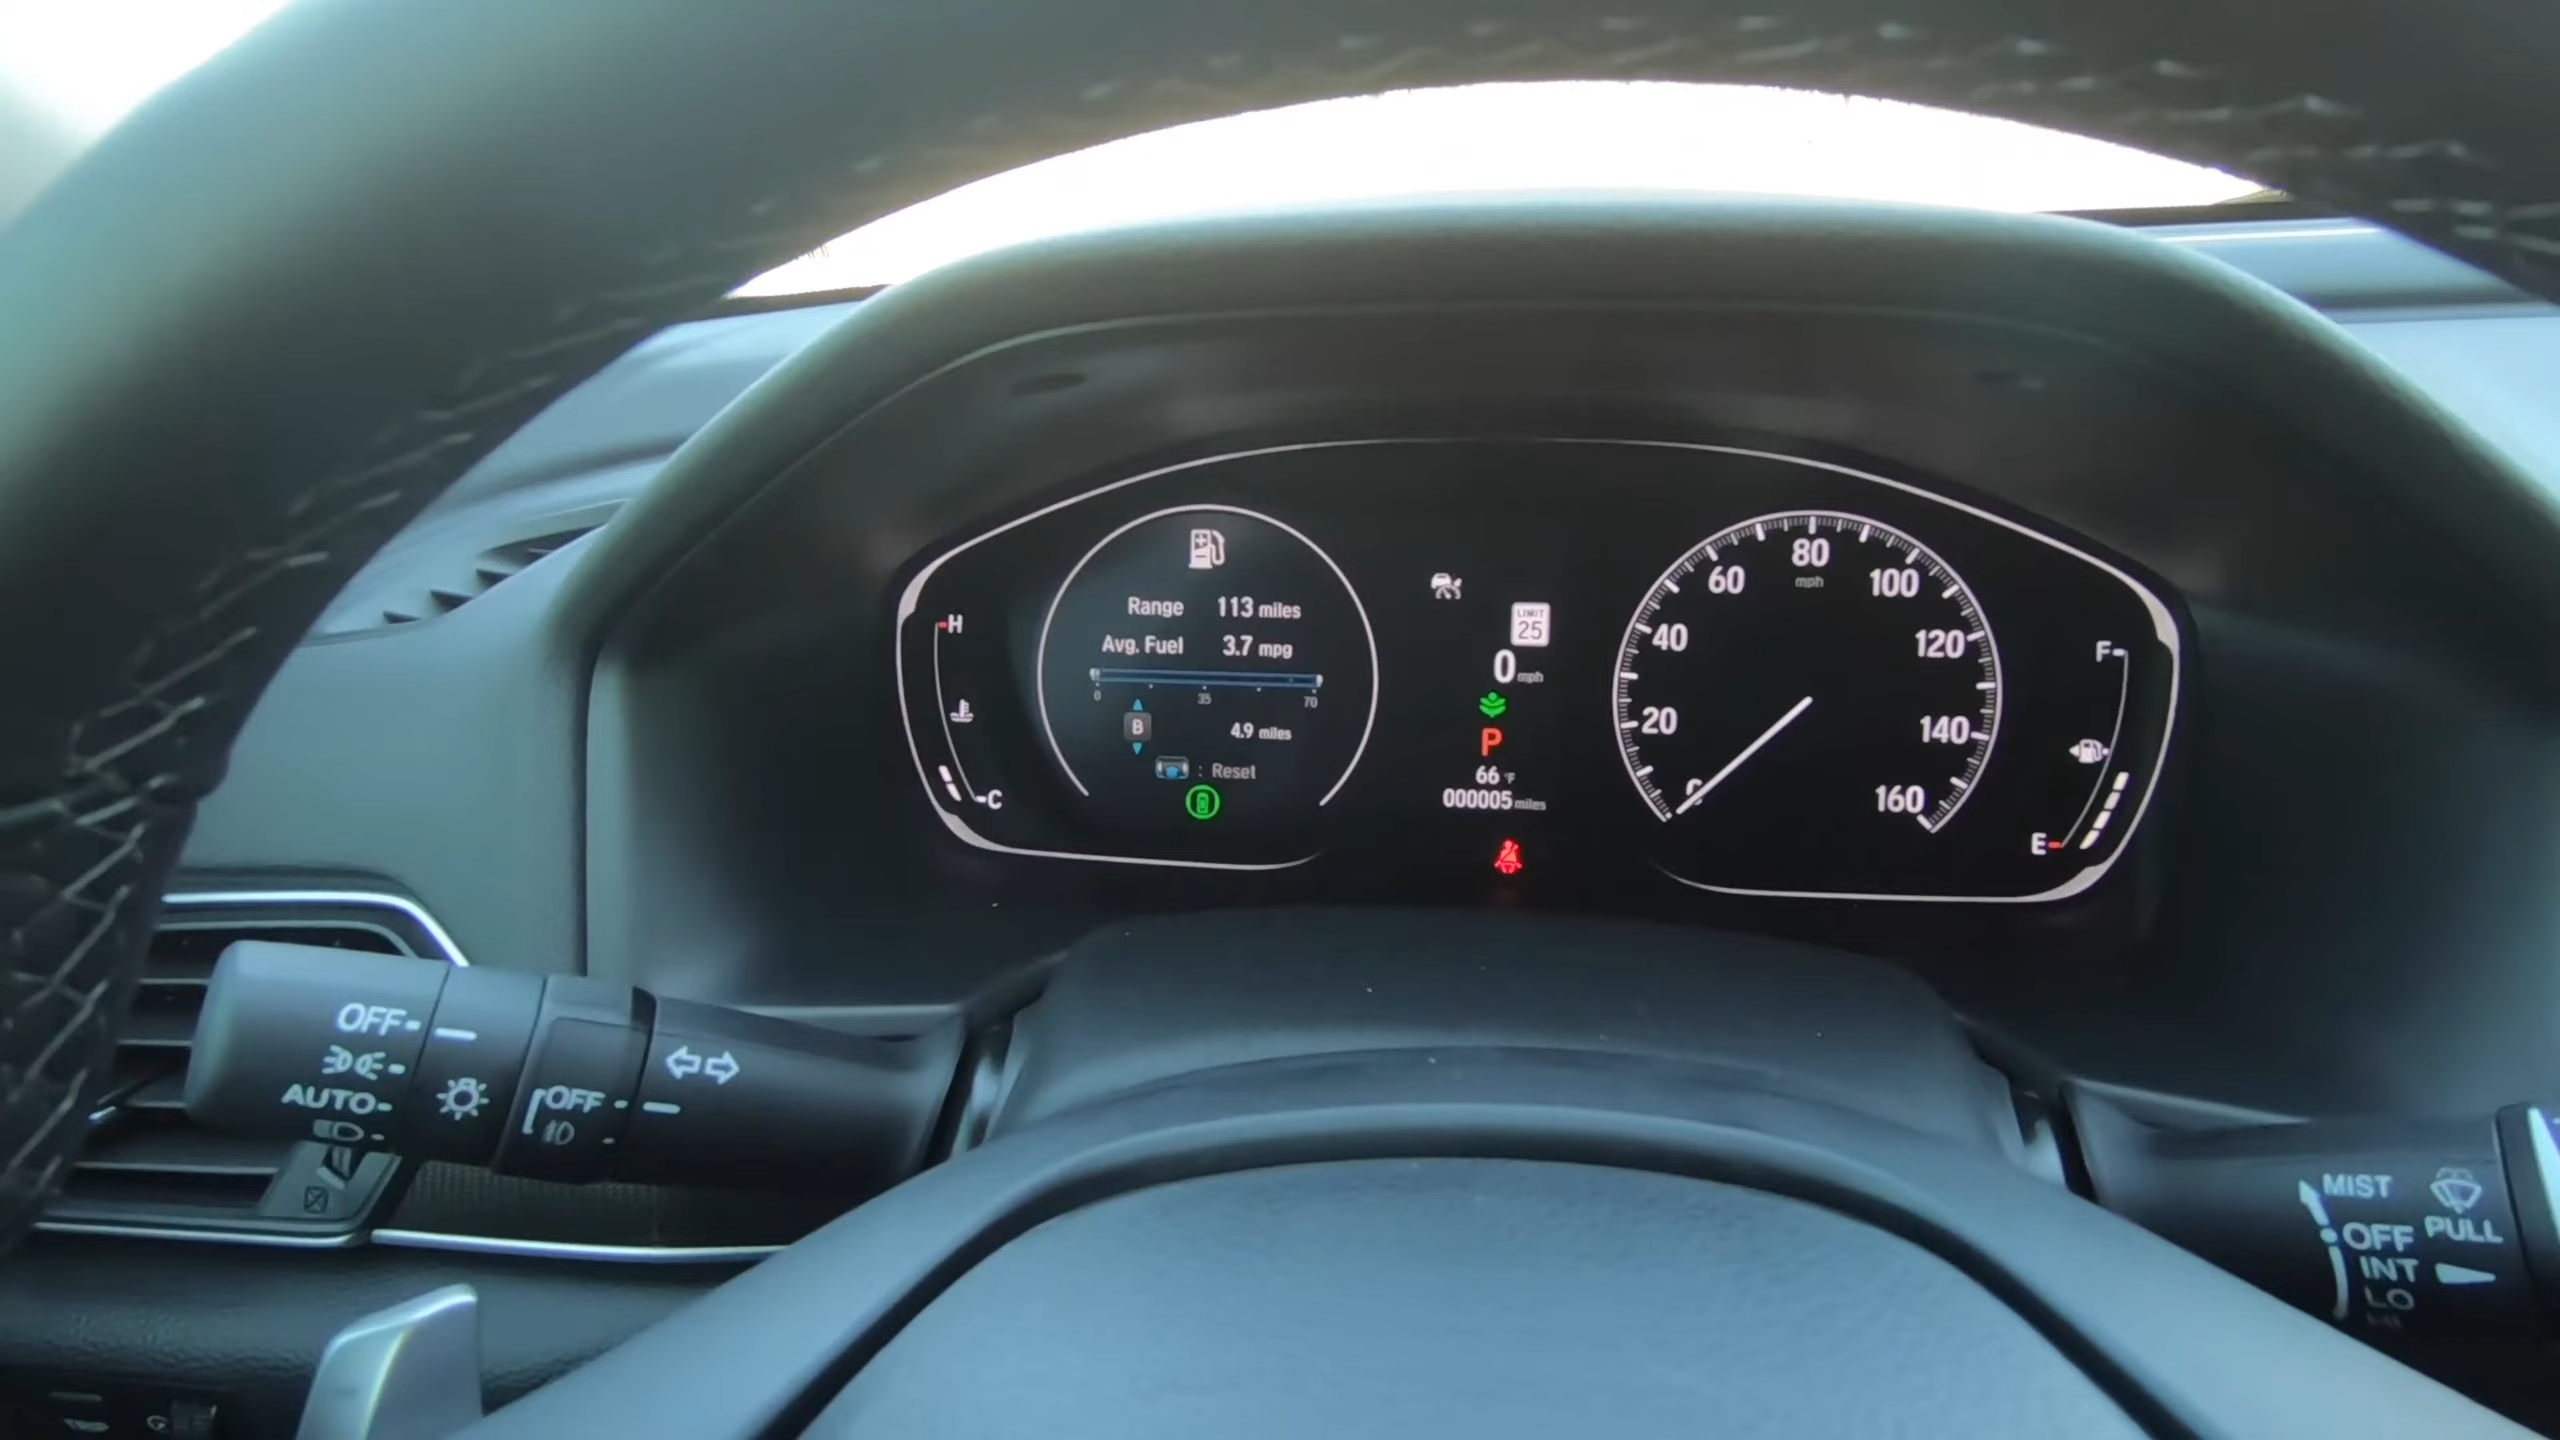 Range 113 miles
Avg. Fuel 3.7 mpg
0 35 70
B 4.9 miles
: Reset
H
C
LIMIT
25
0 mph
P
66 °F
000005 miles
20
40
60
80
mph
100
120
140
160
F
E
OFF
AUTO
OFF
MIST
OFF PULL
INT
LO